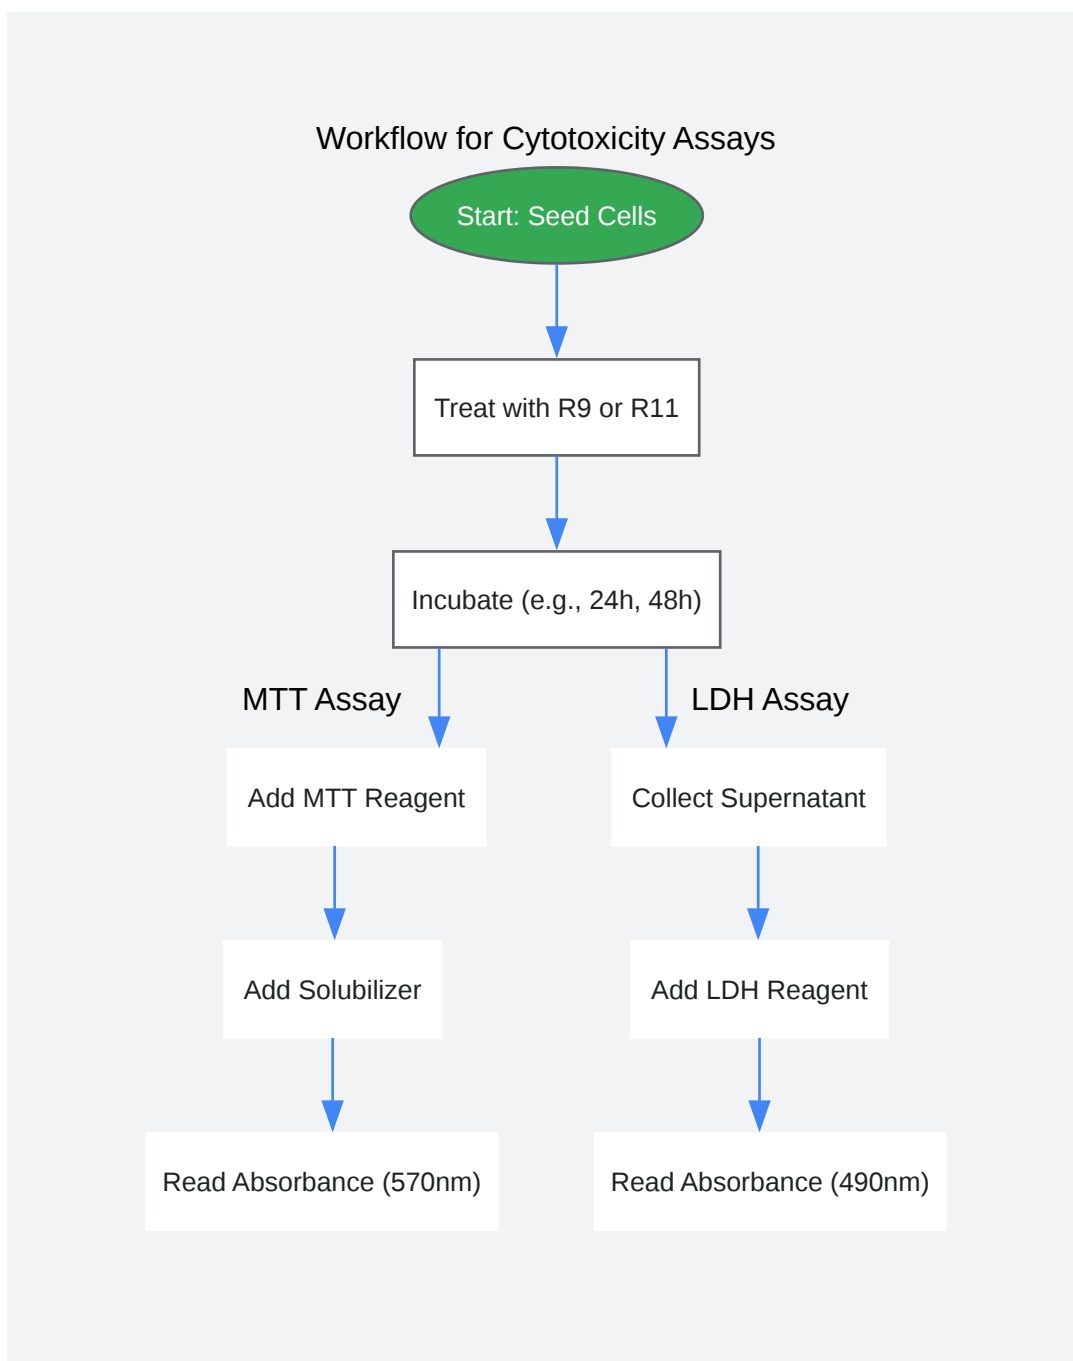 Workflow for Cytotoxicity Assays
Start: Seed Cells
Treat with R9 or R11
Incubate (e.g., 24h, 48h)
MTT Assay
LDH Assay
Add MTT Reagent
Collect Supernatant
Add Solubilizer
Add LDH Reagent
Read Absorbance (570nm)
Read Absorbance (490nm)